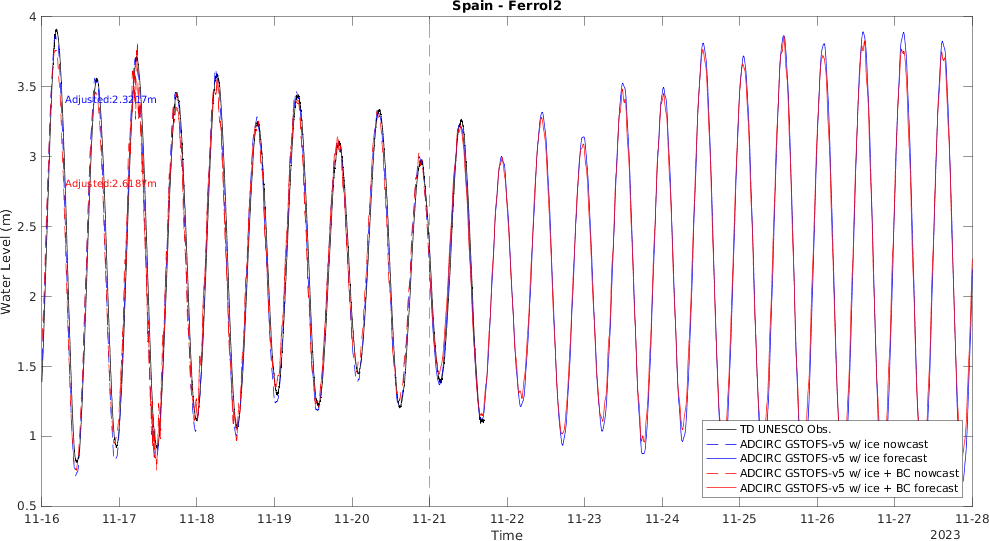 Spain - Ferrol2
4
3.5
3
2.5
2
1.5
1
0.5
Water Level (m)
Adjusted:2.3217m
Adjusted:2.6187m
TD UNESCO Obs.
ADCIRC GSTOFS-v5 w/ ice nowcast
ADCIRC GSTOFS-v5 w/ ice forecast
ADCIRC GSTOFS-v5 w/ ice + BC nowcast
ADCIRC GSTOFS-v5 w/ ice + BC forecast
11-16 11-17 11-18 11-19 11-20 11-21 11-22 11-23 11-24 11-25 11-26 11-27 11-28
Time
2023